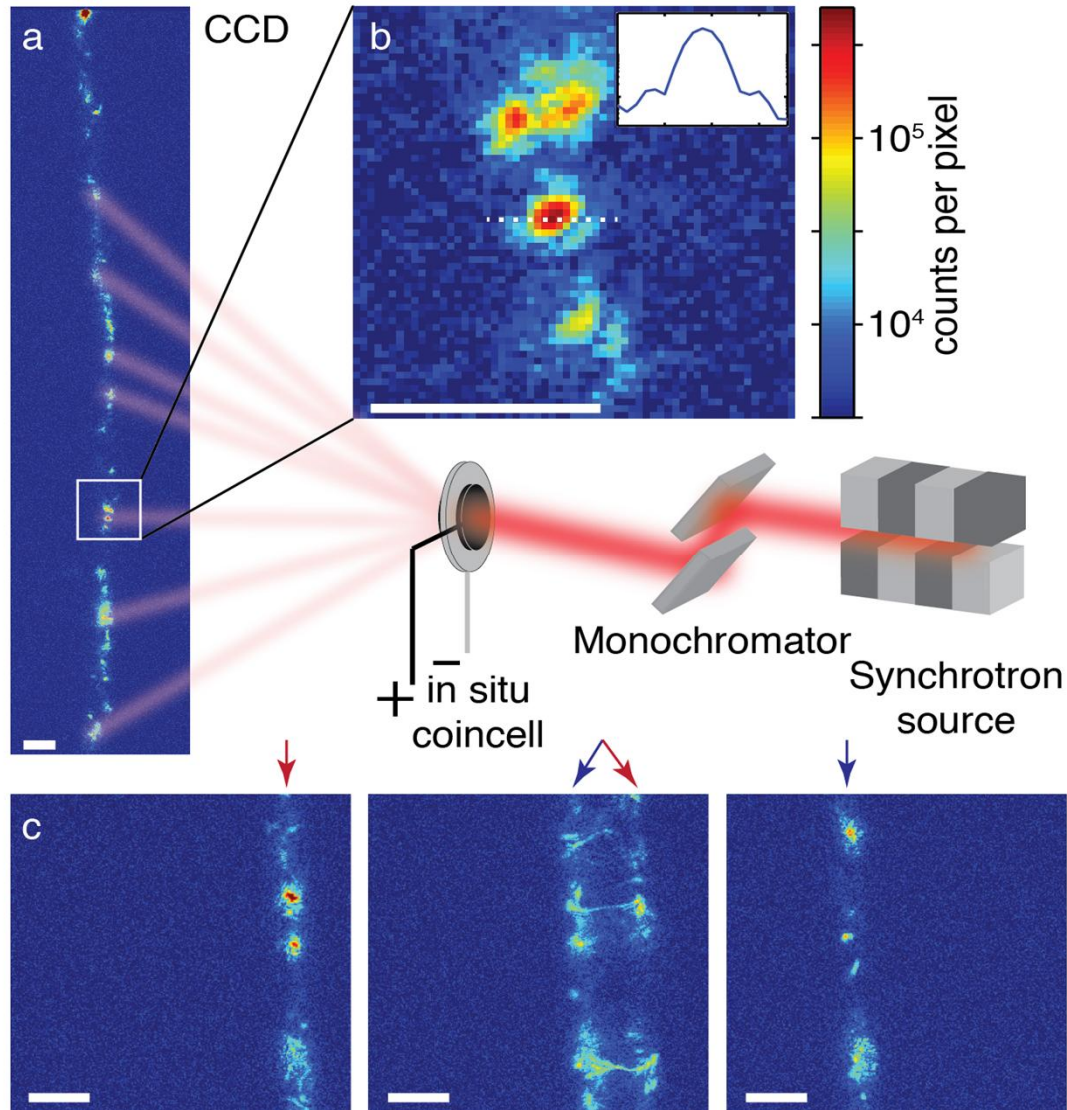 a
CCD
b
10⁵
10⁴
counts per pixel
Monochromator
+ − in situ
coincell
Synchrotron
source
c